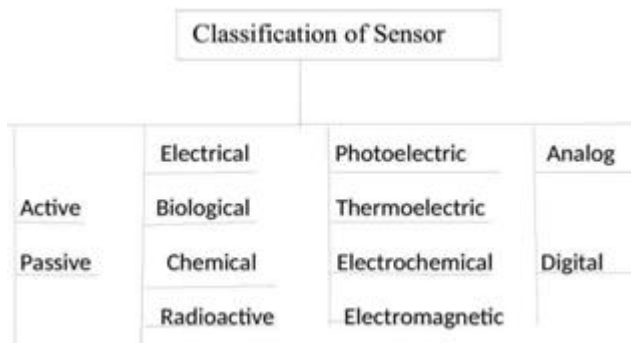 Classification of Sensor
Electrical Photoelectric Analog
Active Biological Thermoelectric
Passive Chemical Electrochemical Digital
Radioactive Electromagnetic